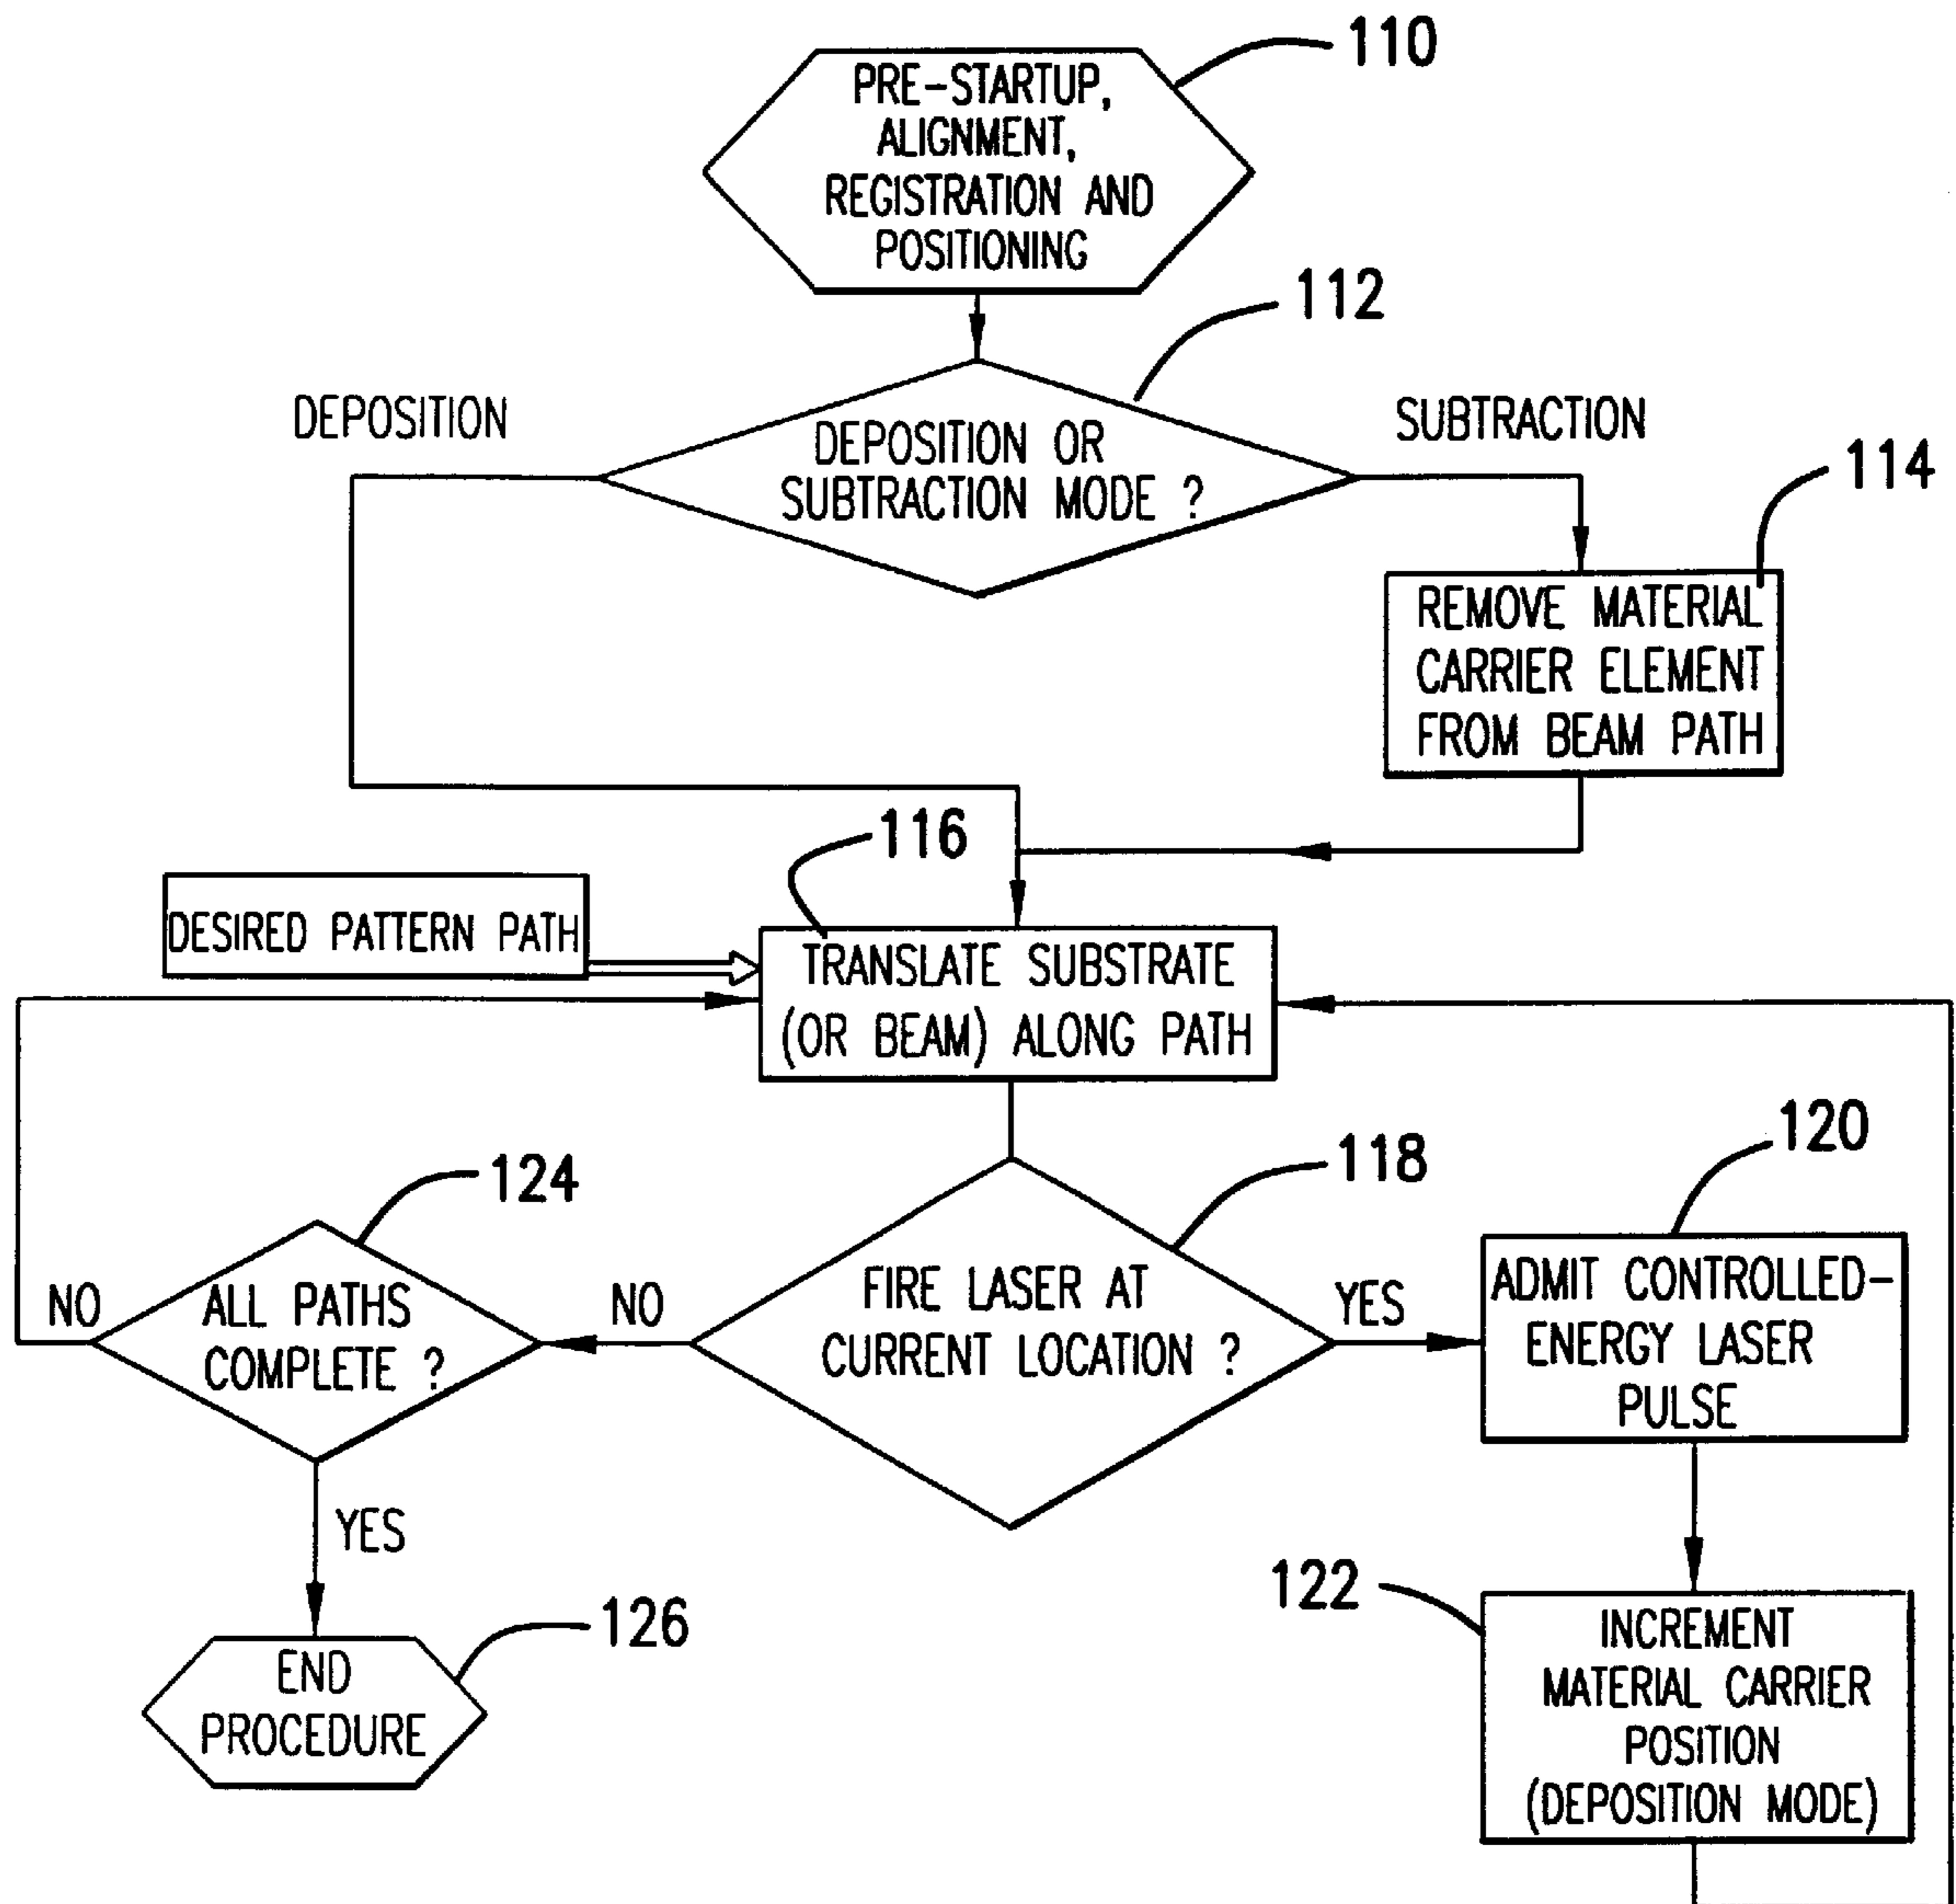 110
PRE-STARTUP,
ALIGNMENT,
REGISTRATION AND
POSITIONING
112
DEPOSITION
SUBTRACTION
DEPOSITION OR
SUBTRACTION MODE ?
114
REMOVE MATERIAL
CARRIER ELEMENT
FROM BEAM PATH
116
DESIRED PATTERN PATH
TRANSLATE SUBSTRATE
(OR BEAM) ALONG PATH
120
118
124
NO
ALL PATHS
COMPLETE ?
NO
FIRE LASER AT
CURRENT LOCATION ?
YES
ADMIT CONTROLLED-
ENERGY LASER
PULSE
YES
122
126
INCREMENT
MATERIAL CARRIER
POSITION
(DEPOSITION MODE)
END
PROCEDURE